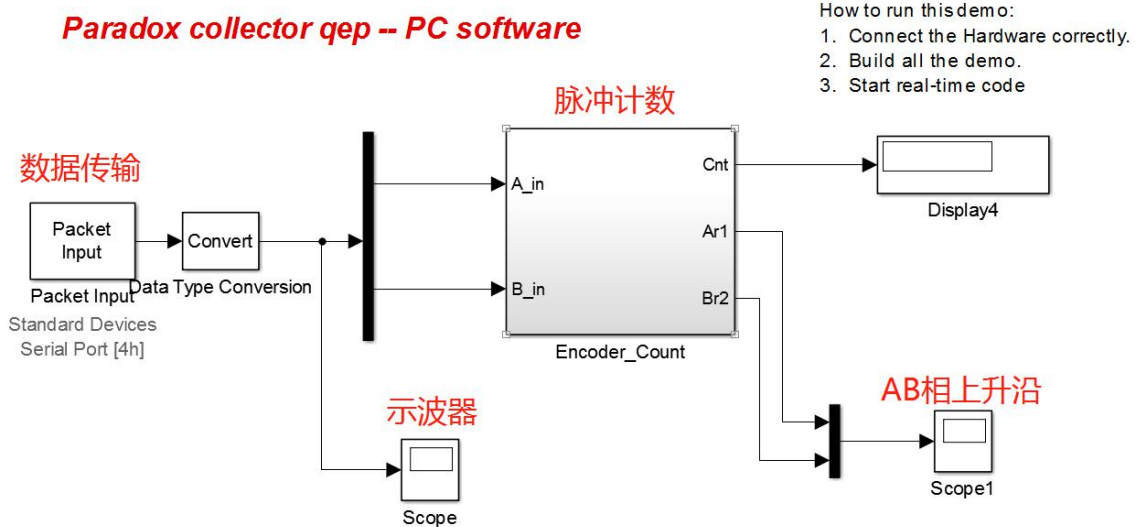 Paradox collector qep -- PC software
How to run this demo:
1. Connect the Hardware correctly.
2. Build all the demo.
3. Start real-time code
脉冲计数
数据传输
Packet
Input
Packet Input
Standard Devices
Serial Port [4h]
Convert
Data Type Conversion
A_in
B_in
Cnt
Ar1
Br2
Encoder_Count
Display4
示波器
Scope
AB相上升沿
Scope1